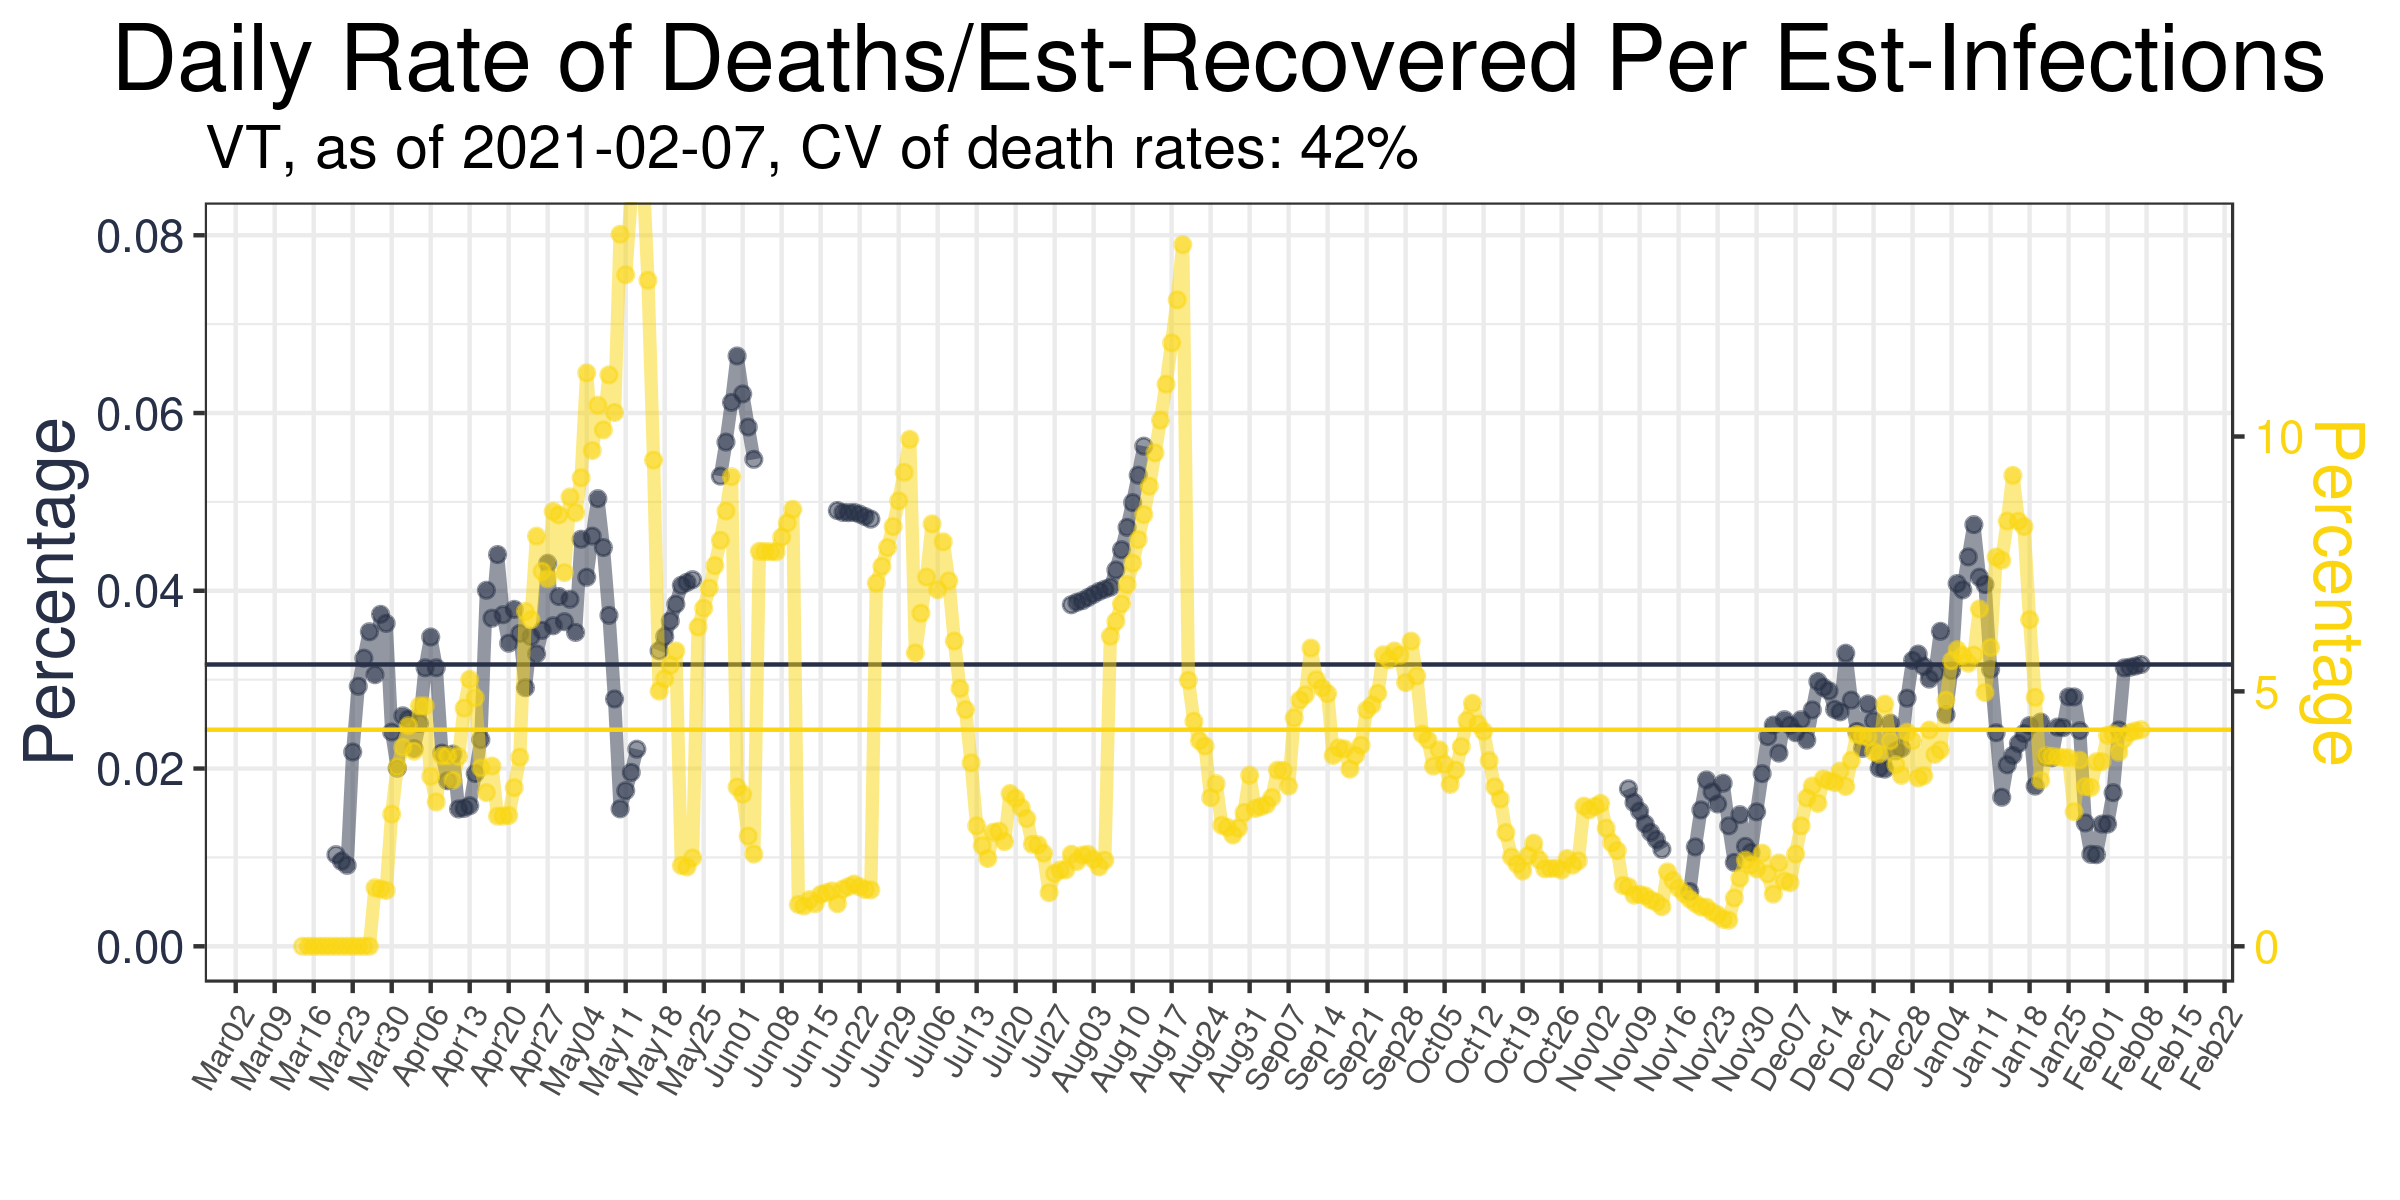 Daily Rate of Deaths/Est-Recovered Per Est-Infections
VT, as of 2021-02-07, CV of death rates: 42%
Percentage
0.08
0.06
0.04
0.02
0.00
10
5
0
Percentage
Mar02
Mar09
Mar16
Mar23
Mar30
Apr06
Apr13
Apr20
Apr27
May04
May11
May18
May25
Jun01
Jun08
Jun15
Jun22
Jun29
Jul06
Jul13
Jul20
Jul27
Aug03
Aug10
Aug17
Aug24
Aug31
Sep07
Sep14
Sep21
Sep28
Oct05
Oct12
Oct19
Oct26
Nov02
Nov09
Nov16
Nov23
Nov30
Dec07
Dec14
Dec21
Dec28
Jan04
Jan11
Jan18
Jan25
Feb01
Feb08
Feb15
Feb22